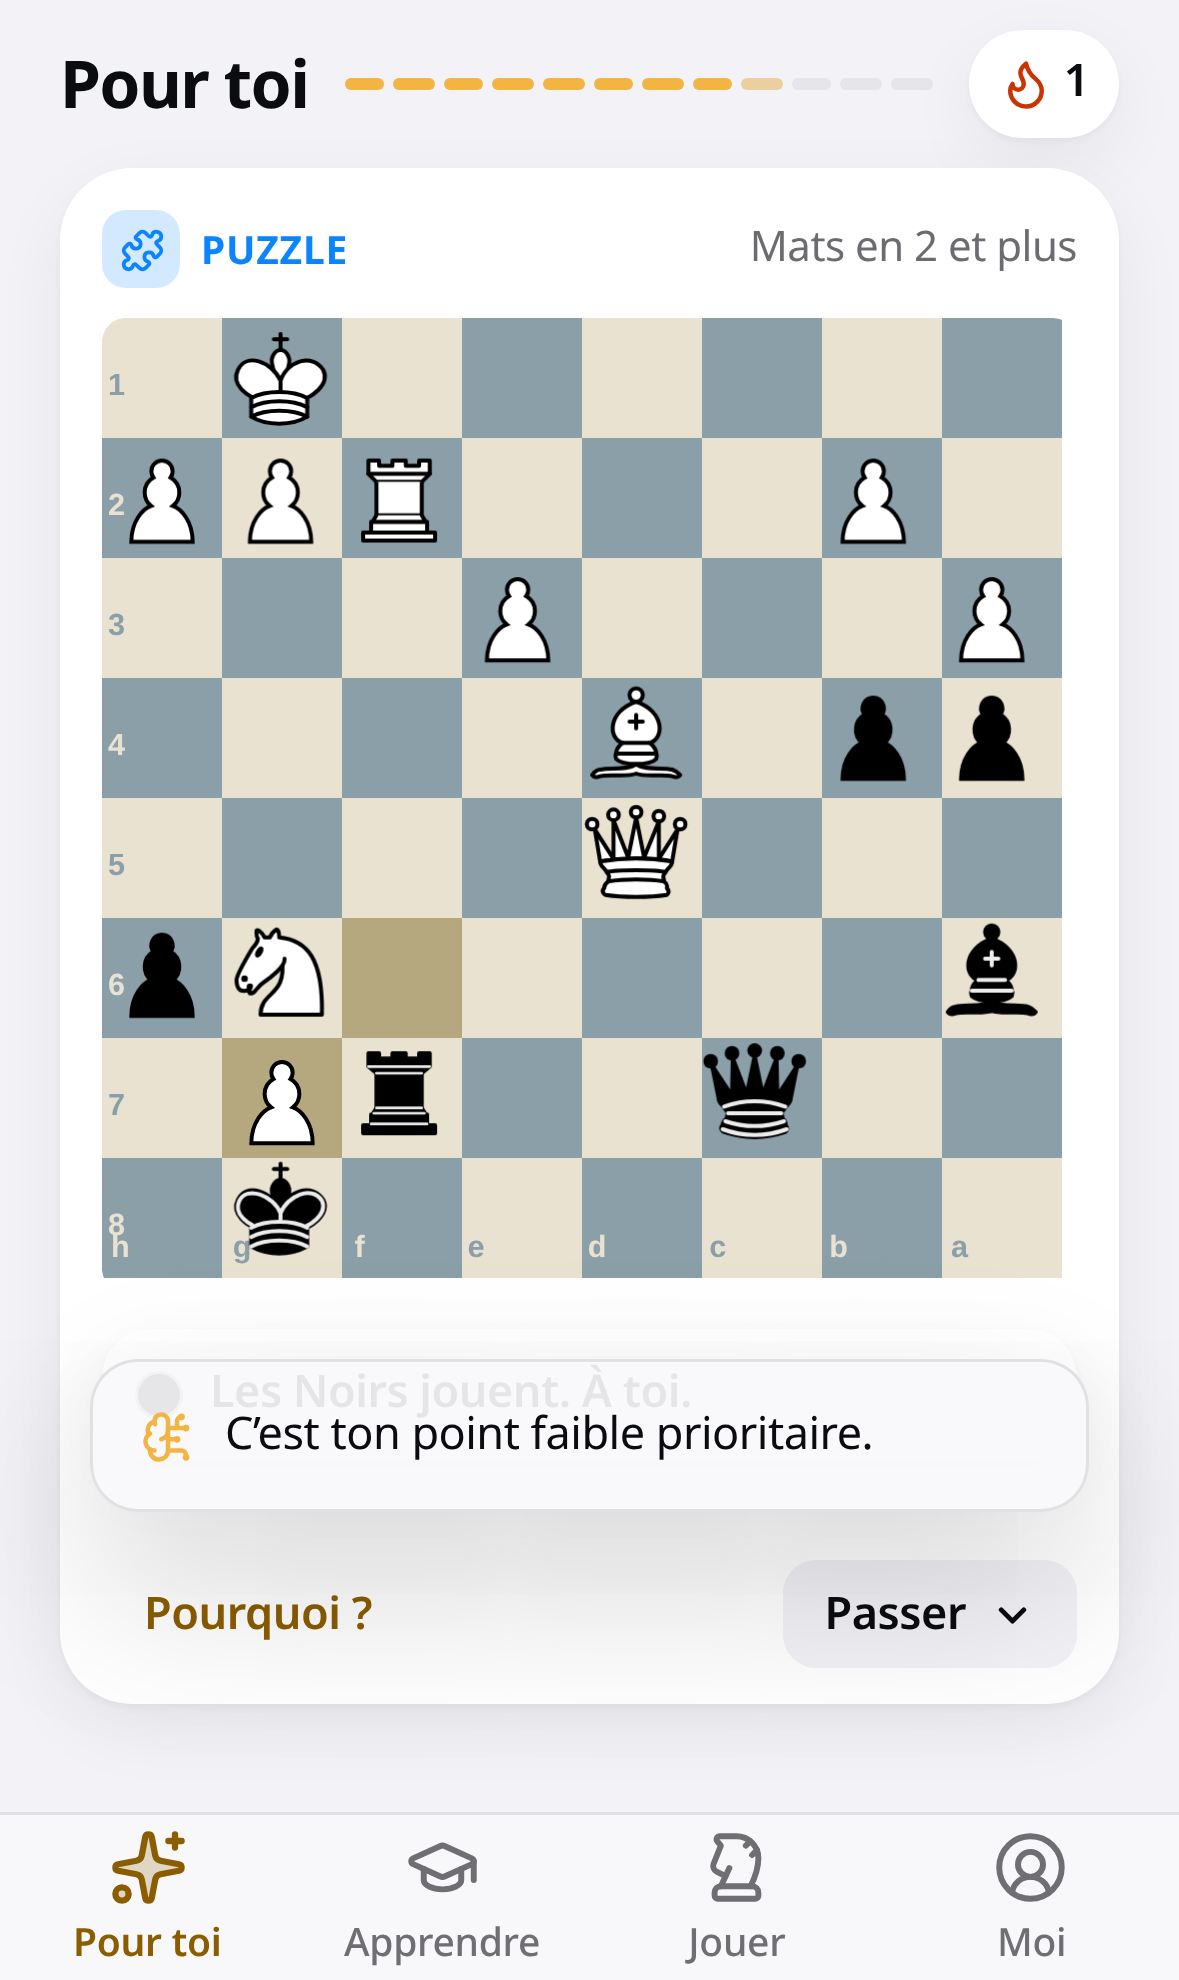 Pour toi
1
PUZZLE
Mats en 2 et plus
1
2
3
4
5
6
7
8
h g f e d c b a
Les Noirs jouent. À toi.
C’est ton point faible prioritaire.
Pourquoi ?
Passer
Pour toi
Apprendre
Jouer
Moi